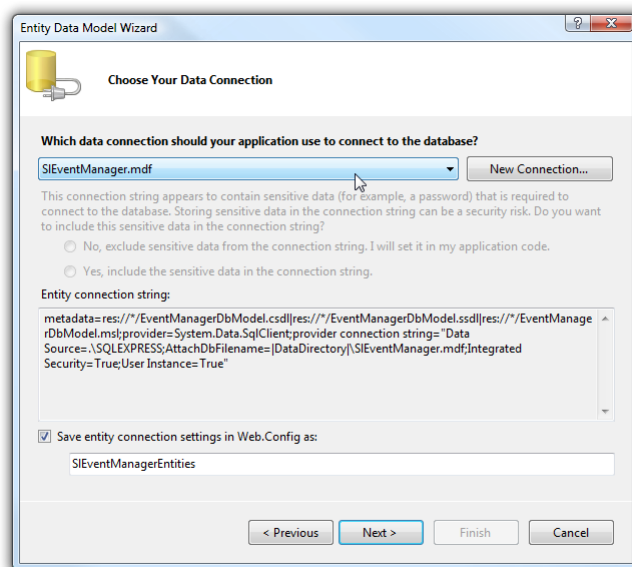 Entity Data Model Wizard
Choose Your Data Connection
Which data connection should your application use to connect to the database?
SlEventManager.mdf
New Connection...
This connection string appears to contain sensitive data (for example, a password) that is required to
connect to the database. Storing sensitive data in the connection string can be a security risk. Do you want
to include this sensitive data in the connection string?
No, exclude sensitive data from the connection string. I will set it in my application code.
Yes, include the sensitive data in the connection string.
Entity connection string:
metadata=res://*/EventManagerDbModel.csdl|res://*/EventManagerDbModel.ssdl|res://*/EventManage
rDbModel.msl;provider=System.Data.SqlClient;provider connection string="Data
Source=.\SQLEXPRESS;AttachDbFilename=|DataDirectory|\SlEventManager.mdf;Integrated
Security=True;User Instance=True"
Save entity connection settings in Web.Config as:
SlEventManagerEntities
< Previous
Next >
Finish
Cancel